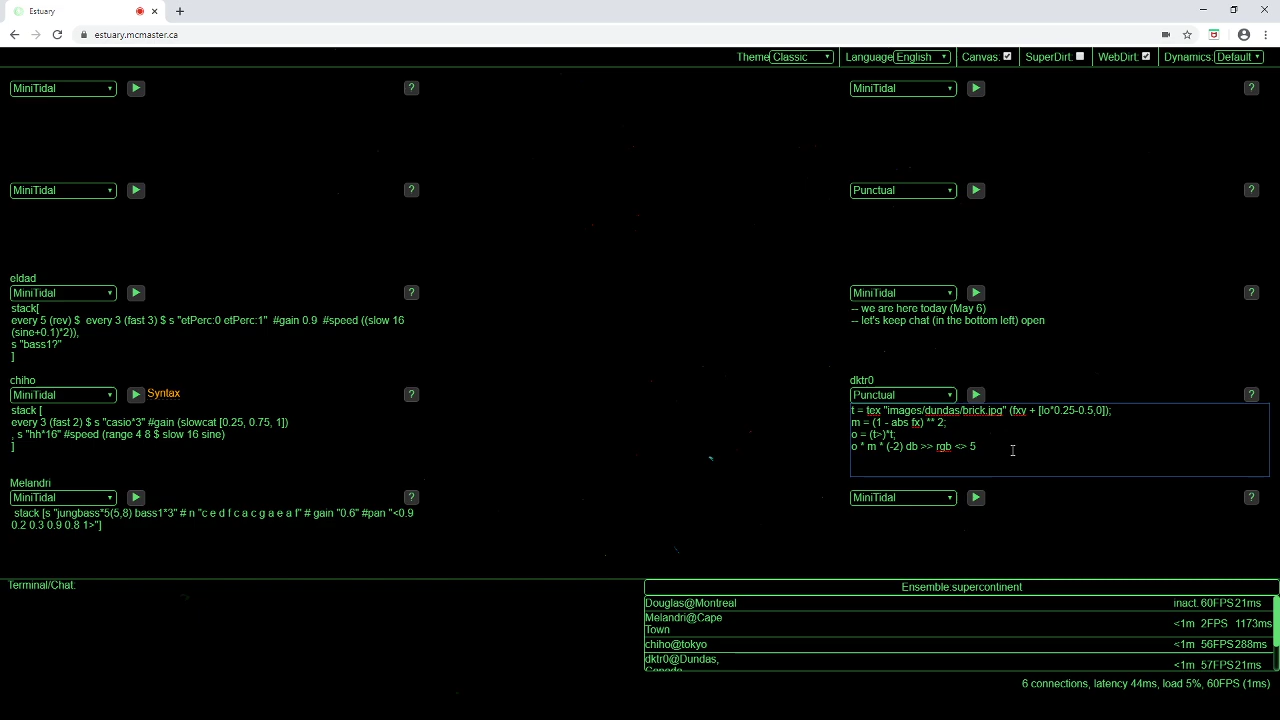 Estuary
estuary.mcmaster.ca
Theme Classic Language English Canvas: SuperDirt: WebDirt: Dynamics: Default
MiniTidal ?
MiniTidal ?
MiniTidal ?
Punctual ?
eldad
MiniTidal ?
stack[
every 5 (rev) $ every 3 (fast 3) $ s "etPerc:0 etPerc:1" #gain 0.9 #speed ((slow 16
(sine+0.1)*2)),
s "bass1?"
]
MiniTidal ?
-- we are here today (May 6)
-- let's keep chat (in the bottom left) open
chiho
MiniTidal Syntax ?
stack [
every 3 (fast 2) $ s "casio*3" #gain (slowcat [0.25, 0.75, 1])
, s "hh*16" #speed (range 4 8 $ slow 16 sine)
]
dktr0
Punctual ?
t = tex "images/dundas/brick.jpg" (fxy + [lo*0.25-0.5,0]);
m = (1 - abs fx) ** 2;
o = (t>)*t;
o * m * (-2) db >> rgb <> 5
Melandri
MiniTidal ?
stack [s "jungbass*5(5,8) bass1*3" # n "c e d f c a c g a e a f" # gain "0.6" #pan "<0.9
0.2 0.3 0.9 0.8 1>"]
MiniTidal ?
Terminal/Chat:
Ensemble:supercontinent
Douglas@Montreal inact. 60FPS 21ms
Melandri@Cape
Town <1m 2FPS 1173ms
chiho@tokyo <1m 56FPS 288ms
dktr0@Dundas,
Canada <1m 57FPS 21ms
6 connections, latency 44ms, load 5%, 60FPS (1ms)